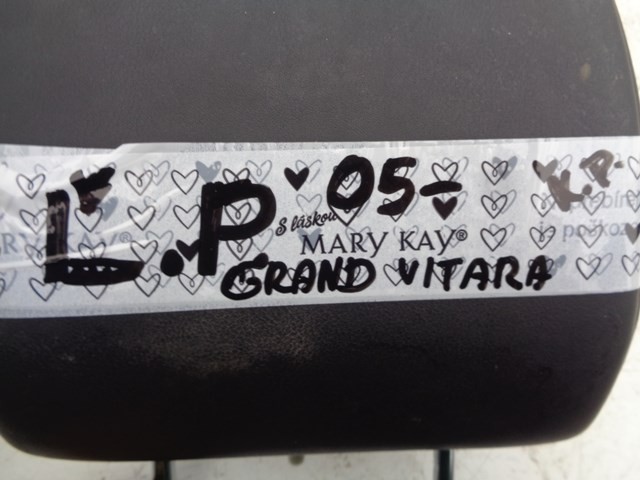 Ľ.P 05- K.P.
S láskou
MARY KAY®
GRAND VITARA